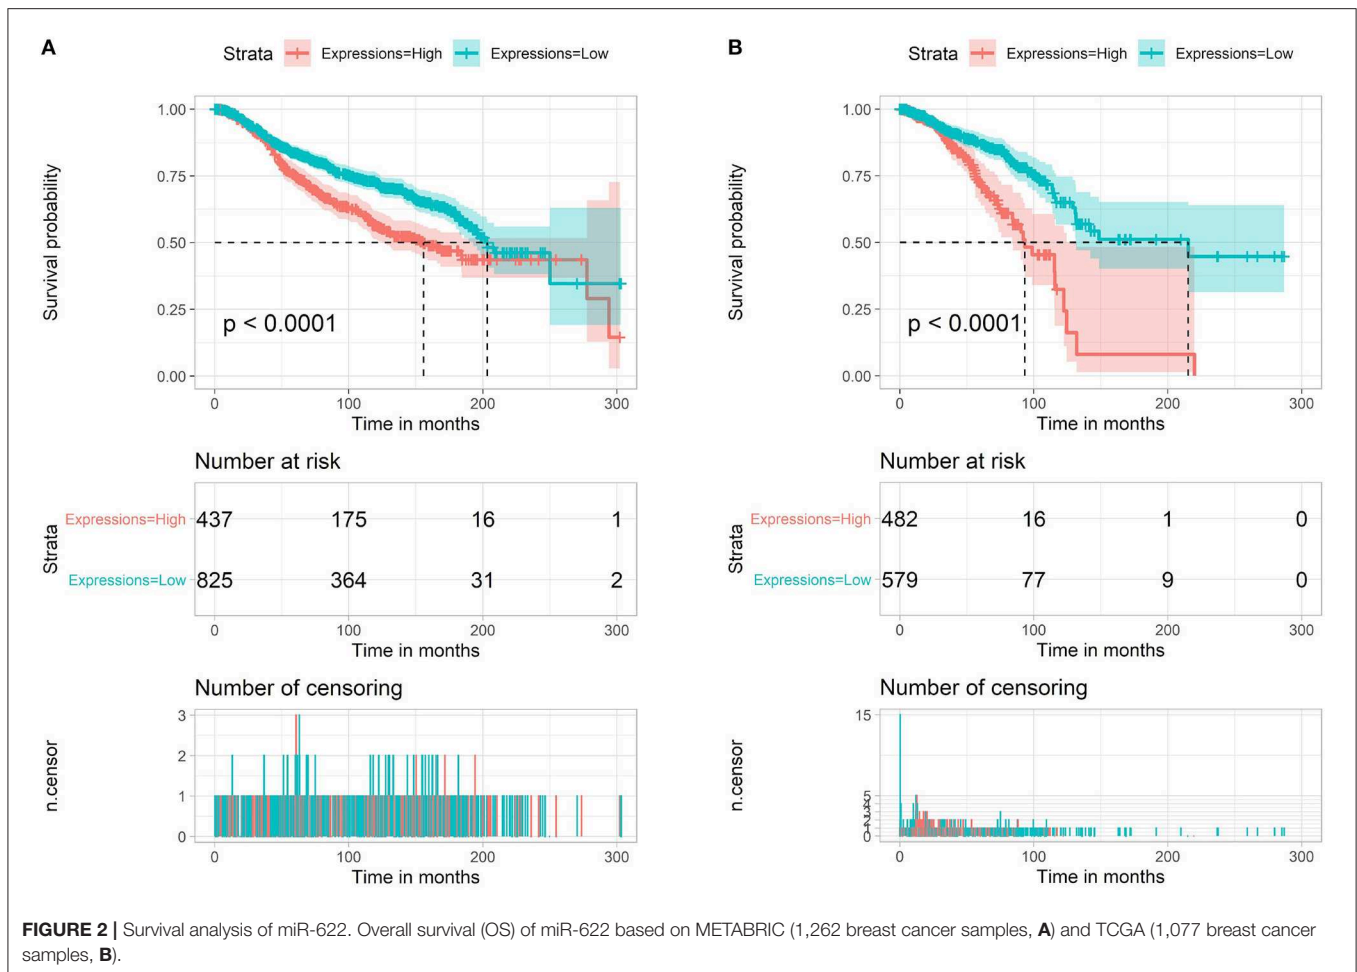 A
Strata Expressions=High Expressions=Low
Survival probability
1.00
0.75
0.50
0.25
0.00
p < 0.0001
0 100 200 300
Time in months
Number at risk
Strata
Expressions=High 437 175 16 1
Expressions=Low 825 364 31 2
0 100 200 300
Time in months
Number of censoring
n.censor
3
2
1
0
0 100 200 300
Time in months
B
Strata Expressions=High Expressions=Low
Survival probability
1.00
0.75
0.50
0.25
0.00
p < 0.0001
0 100 200 300
Time in months
Number at risk
Strata
Expressions=High 482 16 1 0
Expressions=Low 579 77 9 0
0 100 200 300
Time in months
Number of censoring
n.censor
15
5
4
3
2
1
0
0 100 200 300
Time in months
FIGURE 2 | Survival analysis of miR-622. Overall survival (OS) of miR-622 based on METABRIC (1,262 breast cancer samples, A) and TCGA (1,077 breast cancer
samples, B).